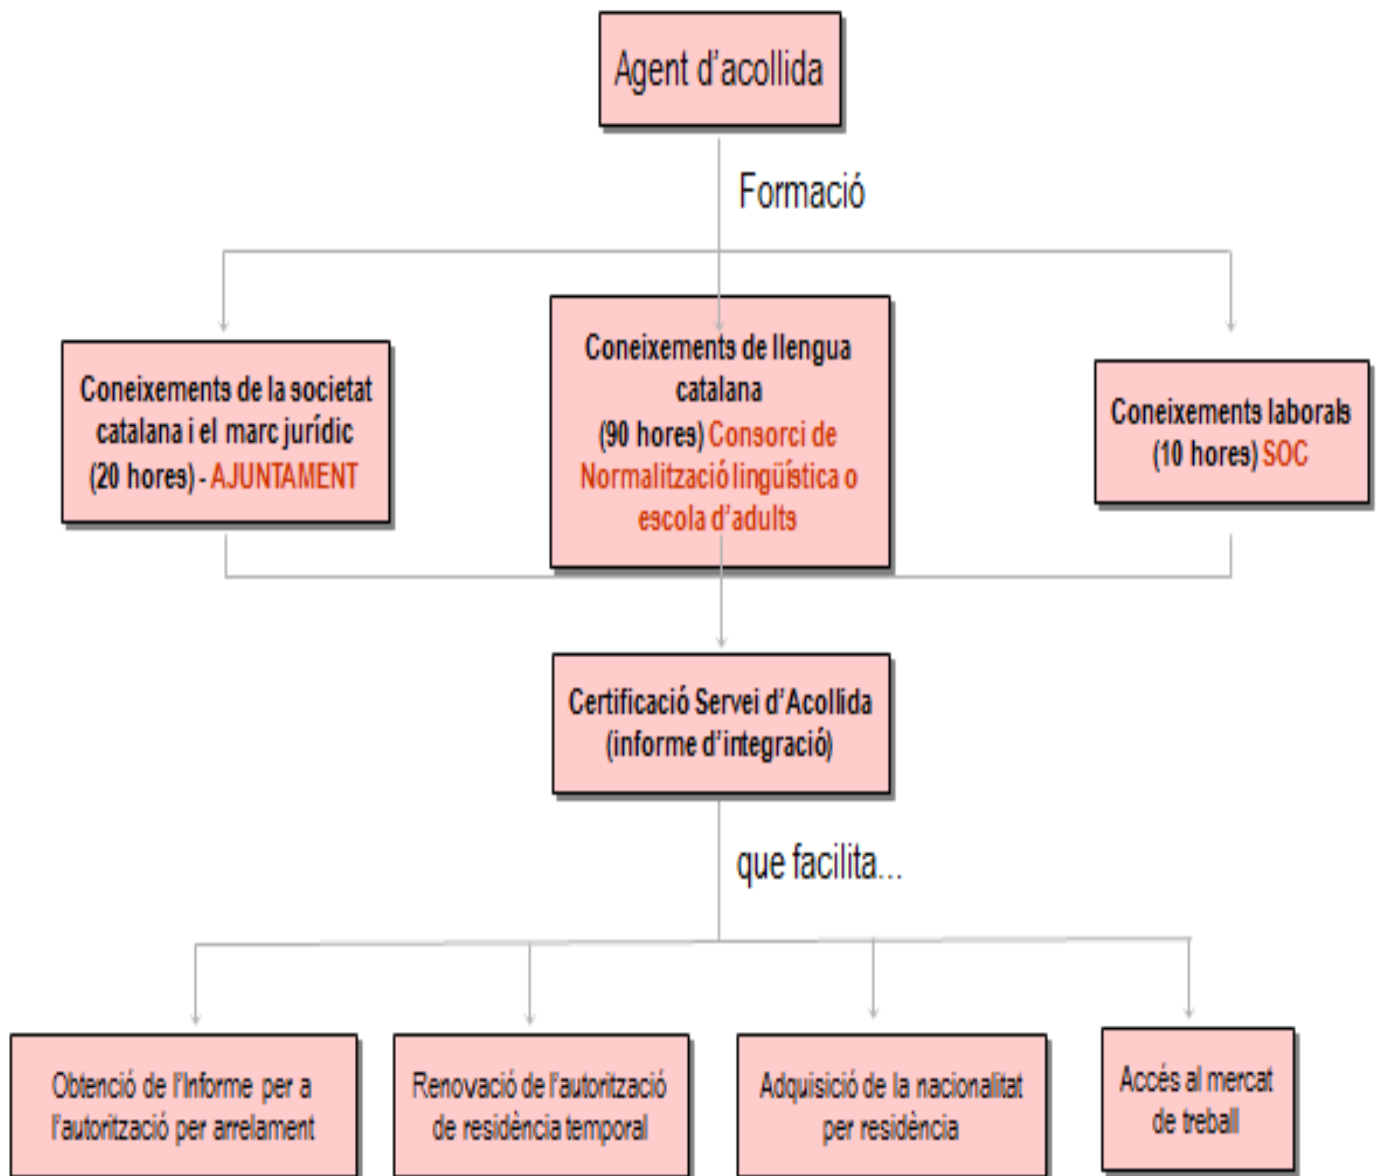 Agent d'acollida
Formació
Coneixements de la societat
catalana i el marc jurídic
(20 hores) - AJUNTAMENT
Coneixements de llengua
catalana
(90 hores) Consorci de
Normalització lingüística o
escola d'adults
Coneixements laborals
(10 hores) SOC
Certificació Servei d'Acollida
(informe d'integració)
que facilita...
Obtenció de l'Informe per a
l'autorització per arrelament
Renovació de l'autorització
de residència temporal
Adquisició de la nacionalitat
per residència
Accés al mercat
de treball